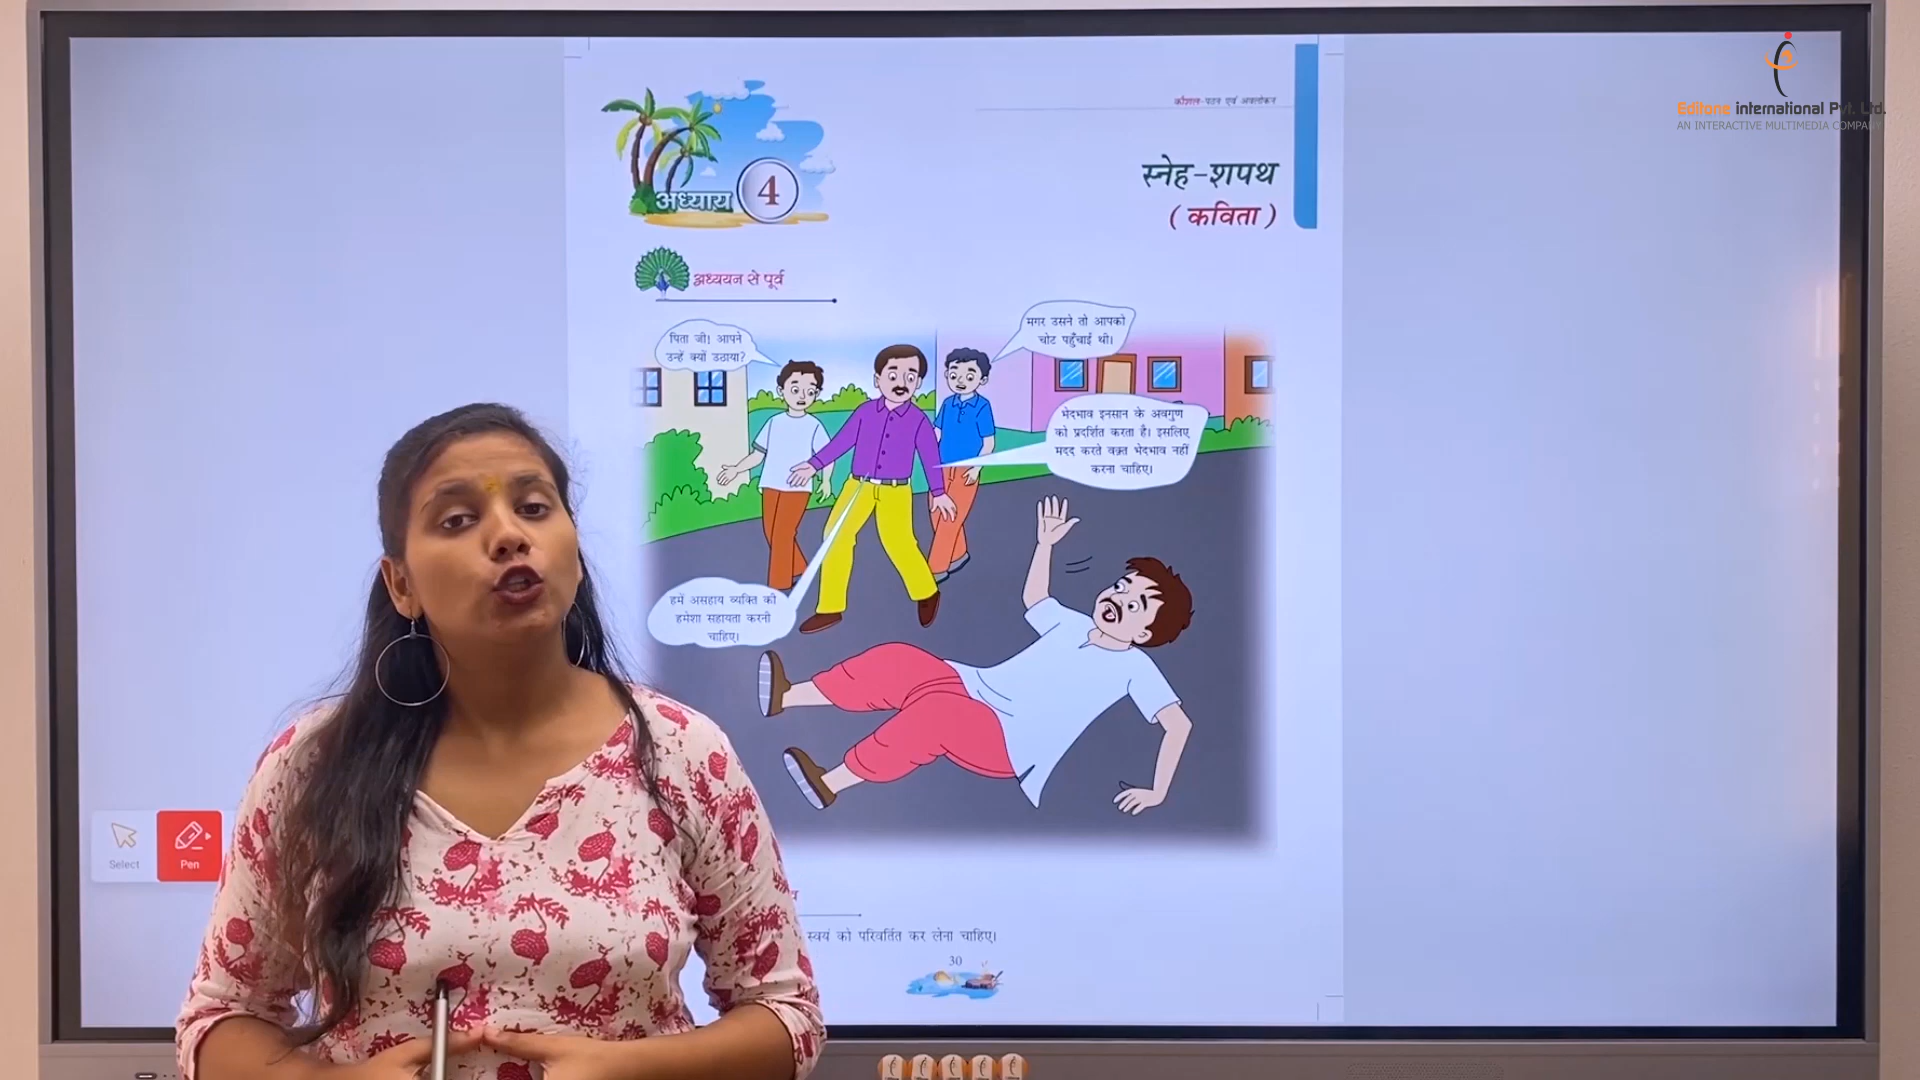 Editone international Pvt. Ltd.
AN INTERACTIVE MULTIMEDIA COMPANY
कौशल-पठन एवं अवलोकन
अध्याय 4
स्नेह-शपथ
(कविता)
अध्ययन से पूर्व
पिता जी! आपने
उन्हें क्यों उठाया?
मगर उसने तो आपको
चोट पहुँचाई थी।
भेदभाव इनसान के अवगुण
को प्रदर्शित करता है। इसलिए
मदद करते वक़्त भेदभाव नहीं
करना चाहिए।
हमें असहाय व्यक्ति की
हमेशा सहायता करनी
चाहिए।
Select
Pen
स्वयं को परिवर्तित कर लेना चाहिए।
30